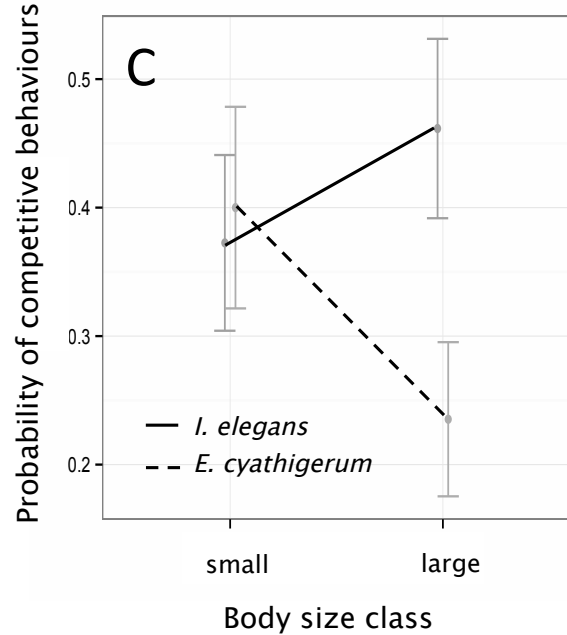 C
Probability of competitive behaviours
0.5
0.4
0.3
0.2
I. elegans
E. cyathigerum
small
large
Body size class